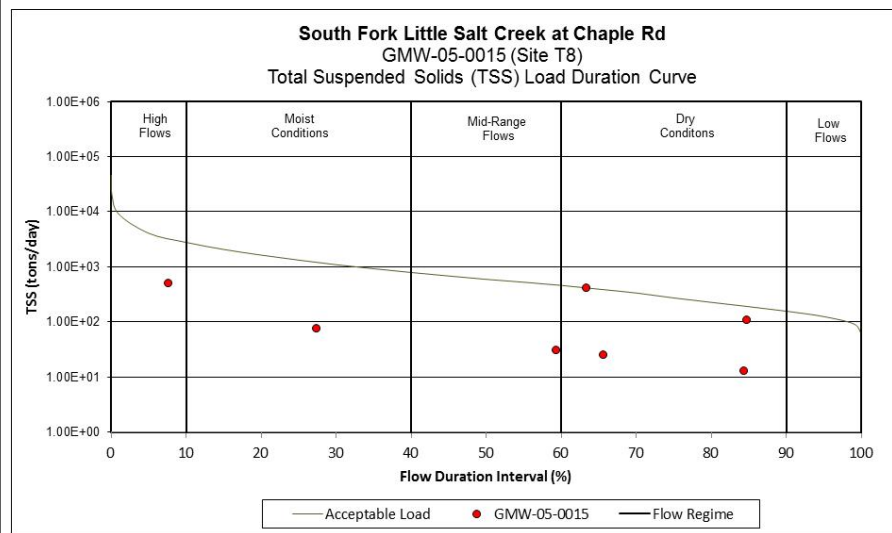 South Fork Little Salt Creek at Chaple Rd
GMW-05-0015 (Site T8)
Total Suspended Solids (TSS) Load Duration Curve
1.00E+06
1.00E+05
1.00E+04
1.00E+03
1.00E+02
1.00E+01
1.00E+00
TSS (tons/day)
High
Flows
Moist
Conditions
Mid-Range
Flows
Dry
Conditons
Low
Flows
0 10 20 30 40 50 60 70 80 90 100
Flow Duration Interval (%)
Acceptable Load GMW-05-0015 Flow Regime